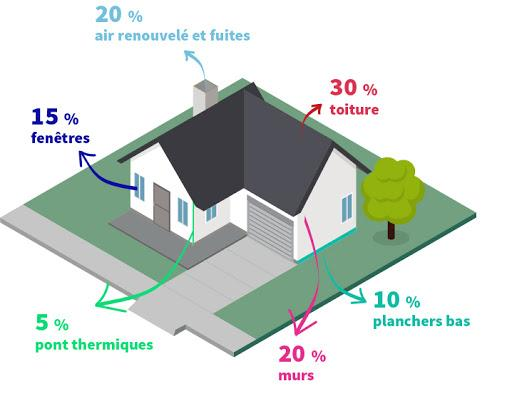 20 %
air renouvelé et fuites
30 %
toiture
15 %
fenêtres
10 %
planchers bas
5 %
pont thermiques
20 %
murs